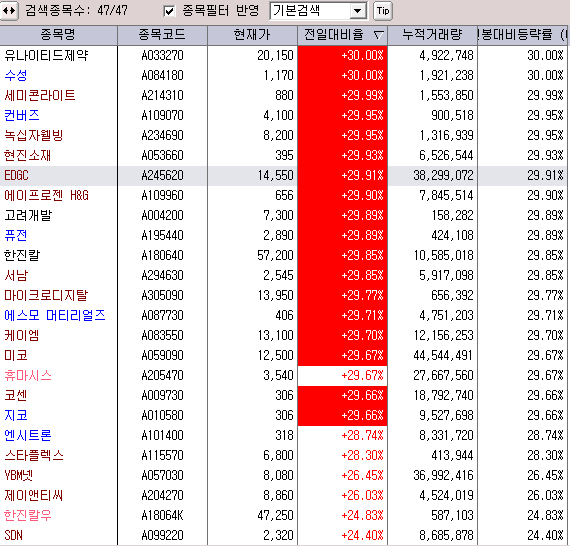 검색종목수: 47/47 종목필터 반영 기본검색 Tip
종목명 종목코드 현재가 전일대비율 ▽ 누적거래량 봉대비등락률 (
유나이티드제약 A033270 20,150 +30.00% 4,922,748 30.00%
수성 A084180 1,170 +30.00% 1,921,238 30.00%
세미콘라이트 A214310 880 +29.99% 1,553,850 29.99%
컨버즈 A109070 4,100 +29.95% 900,518 29.95%
녹십자웰빙 A234690 8,200 +29.95% 1,316,939 29.95%
현진소재 A053660 395 +29.93% 6,526,544 29.93%
EDGC A245620 14,550 +29.91% 38,299,072 29.91%
에이프로젠 H&G A109960 656 +29.90% 7,845,514 29.90%
고려개발 A004200 7,300 +29.89% 158,282 29.89%
퓨전 A195440 2,890 +29.89% 424,108 29.89%
한진칼 A180640 57,200 +29.85% 10,585,018 29.85%
서남 A294630 2,545 +29.85% 5,917,098 29.85%
마이크로디지탈 A305090 13,950 +29.77% 656,392 29.77%
에스모 머티리얼즈 A087730 406 +29.71% 4,751,203 29.71%
케이엠 A083550 13,100 +29.70% 12,156,253 29.70%
미코 A059090 12,500 +29.67% 44,544,491 29.67%
휴마시스 A205470 3,540 +29.67% 27,667,560 29.67%
코센 A009730 306 +29.66% 18,792,740 29.66%
지코 A010580 306 +29.66% 9,527,698 29.66%
엔시트론 A101400 318 +28.74% 8,331,720 28.74%
스타플렉스 A115570 6,800 +28.30% 413,944 28.30%
YBM넷 A057030 8,080 +26.45% 36,992,416 26.45%
제이앤티씨 A204270 8,860 +26.03% 4,524,019 26.03%
한진칼우 A18064K 47,250 +24.83% 587,103 24.83%
SDN A099220 2,320 +24.40% 8,685,878 24.40%